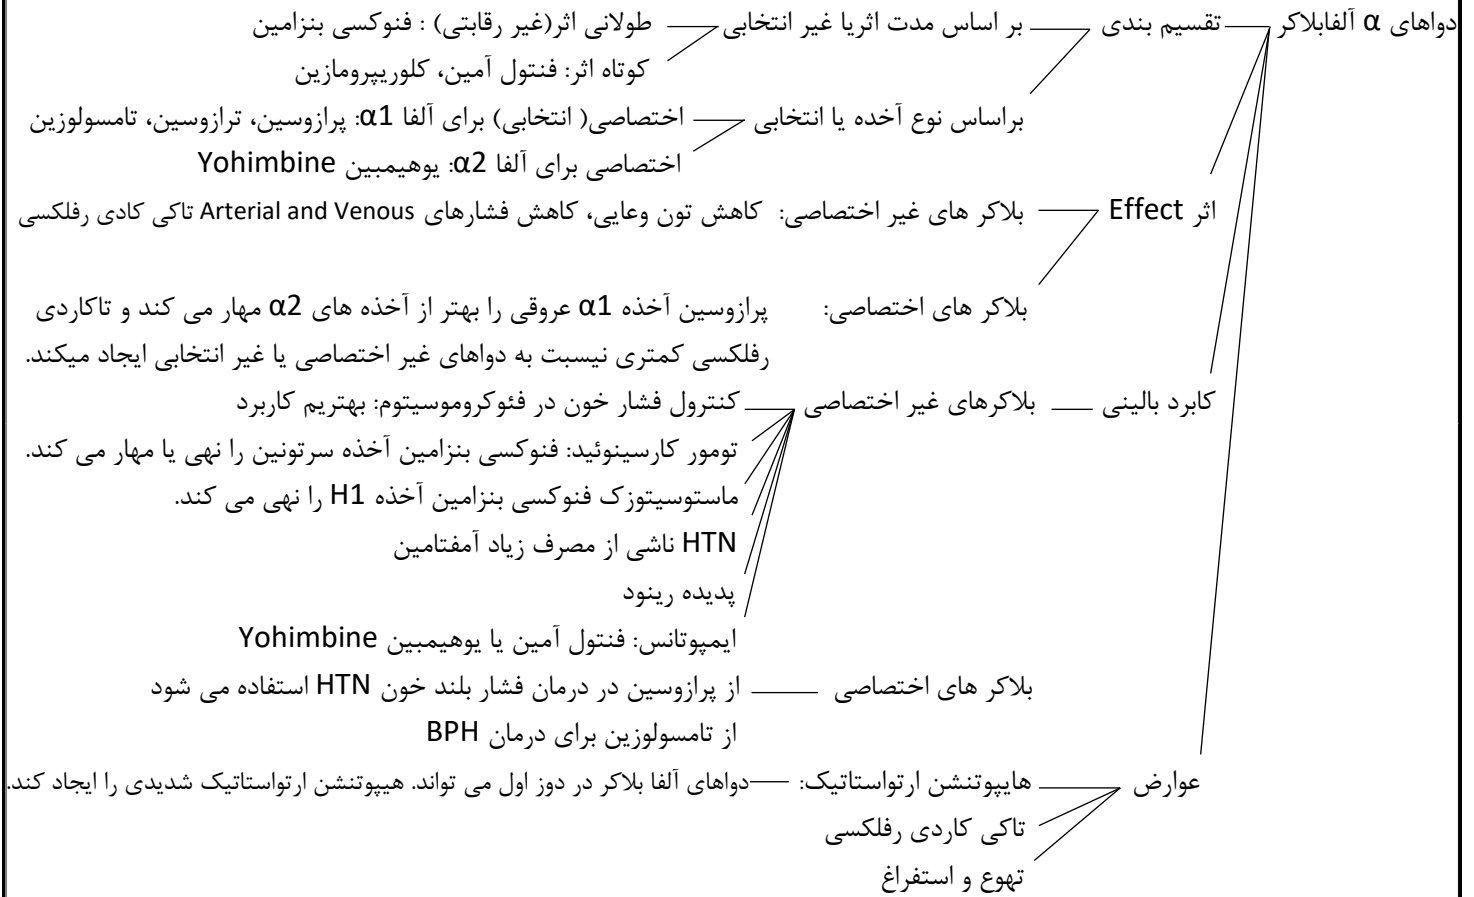 دواهای α آلفابلاکر تقسیم بندی بر اساس مدت اثریا غیر انتخابی طولانی اثر(غیر رقابتی) : فنوکسی بنزامین
کوتاه اثر: فنتول آمین، کلورپرومازین
براساس نوع آخده یا انتخابی اختصاصی( انتخابی) برای آلفا α1: پرازوسین، ترازوسین، تامسولوزین
اختصاصی برای آلفا α2: یوهیمبین Yohimbine
اثر Effect بلاکر های غیر اختصاصی: کاهش تون وعایی، کاهش فشارهای Arterial and Venous تاکی کادی رفلکسی
بلاکر های اختصاصی: پرازوسین آخذه α1 عروقی را بهتر از آخذه های α2 مهار می کند و تاکاردی
رفلکسی کمتری نیسبت به دواهای غیر اختصاصی یا غیر انتخابی ایجاد میکند.
کابرد بالینی بلاکرهای غیر اختصاصی کنترول فشار خون در فئوکروموسیتوم: بهتریم کاربرد
تومور کارسینوئید: فنوکسی بنزامین آخذه سرتونین را نهی یا مهار می کند.
ماستوسیتوزک فنوکسی بنزامین آخذه H1 را نهی می کند.
HTN ناشی از مصرف زیاد آمفتامین
پدیده رینود
ایمپوتانس: فنتول آمین یا یوهیمبین Yohimbine
بلاکر های اختصاصی از پرازوسین در درمان فشار بلند خون HTN استفاده می شود
از تامسولوزین برای درمان BPH
عوارض هایپوتنشن ارتواستاتیک: دواهای آلفا بلاکر در دوز اول می تواند. هیپوتنشن ارتواستاتیک شدیدی را ایجاد کند.
تاکی کاردی رفلکسی
تهوع و استفراغ